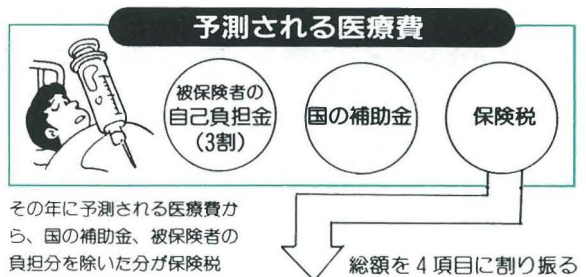 予測される医療費
被保険者の
自己負担金
(3割)
国の補助金
保険税
その年に予測される医療費か
ら、国の補助金、被保険者の
負担分を除いた分が保険税
総額を4項目に割り振る